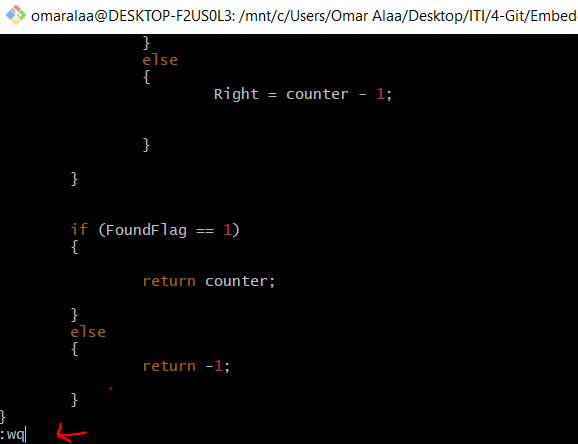 omaralaa@DESKTOP-F2US0L3: /mnt/c/Users/Omar Alaa/Desktop/ITI/4-Git/Embed
}
else
{
Right = counter - 1;
}
}
if (FoundFlag == 1)
{
return counter;
}
else
{
return -1;
}
}
:wq